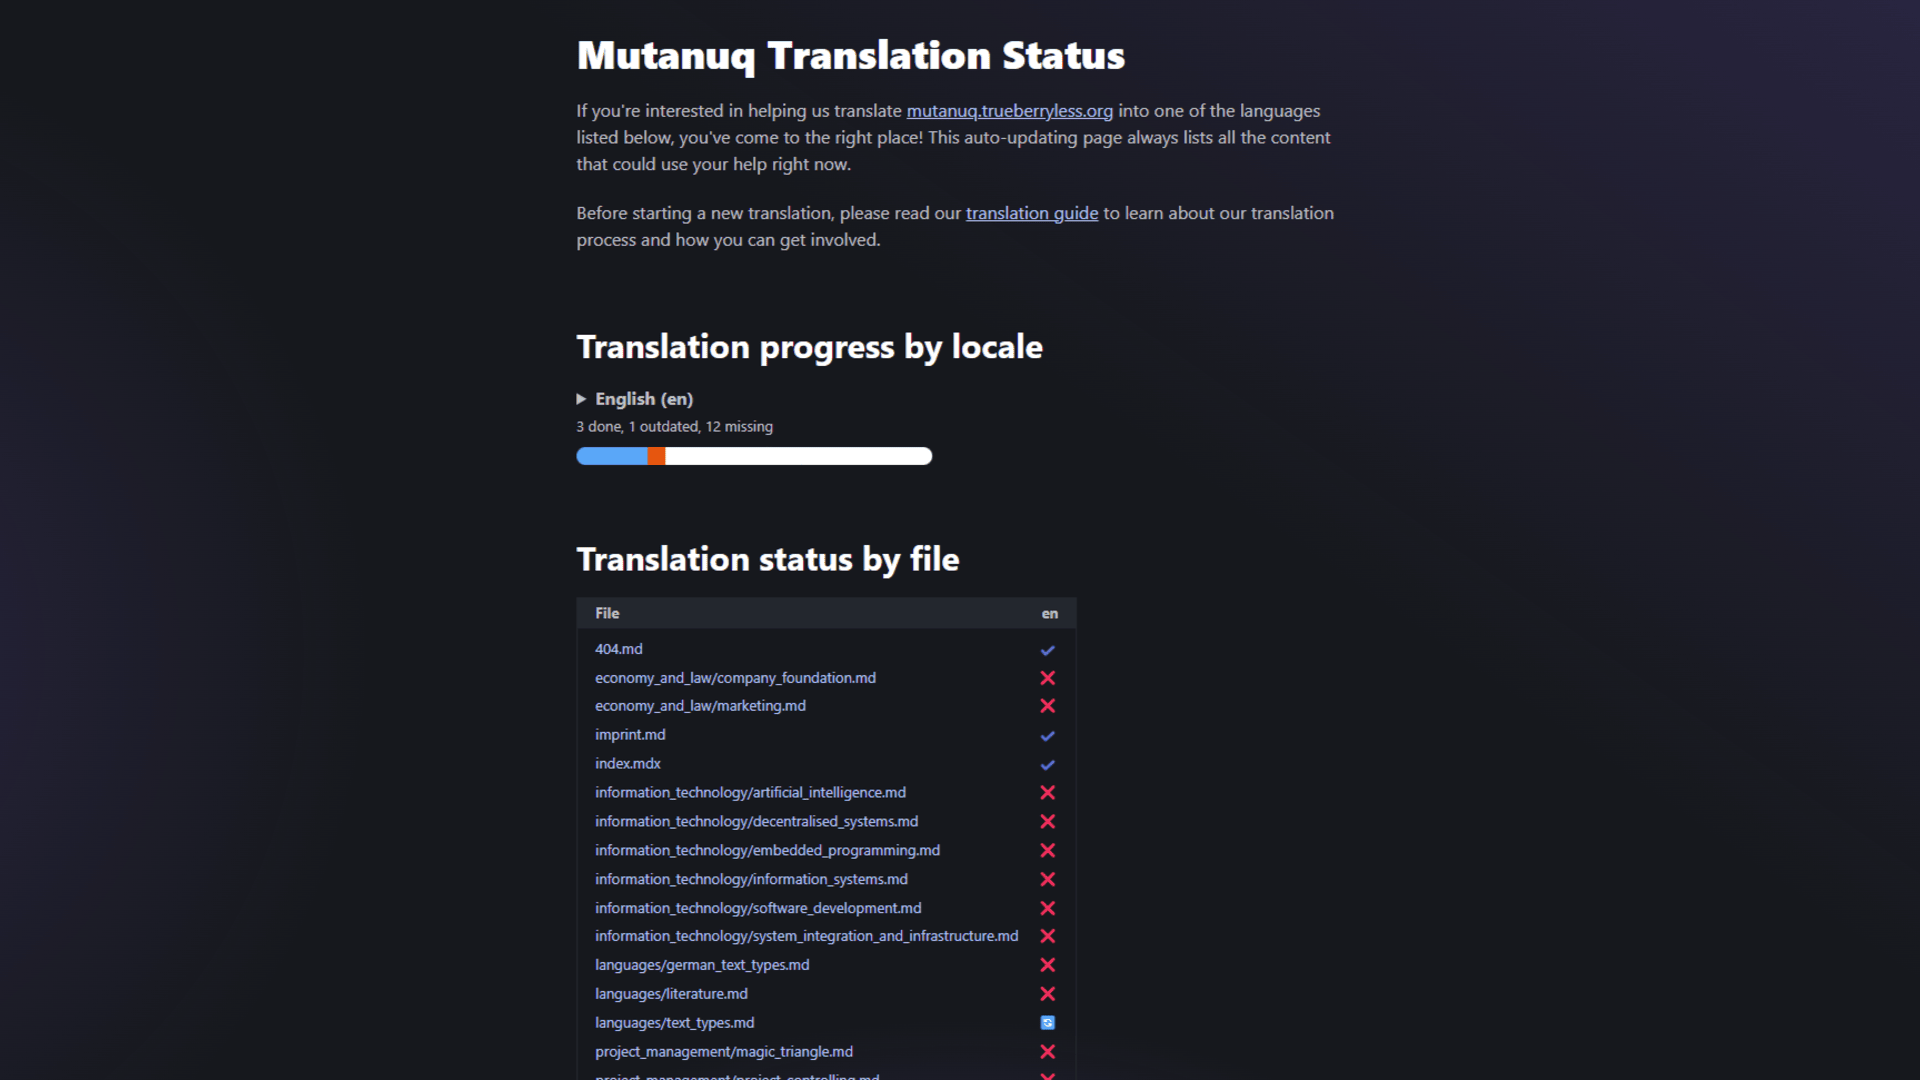 Mutanuq Translation Status
If you're interested in helping us translate mutanuq.trueberryless.org into one of the languages
listed below, you've come to the right place! This auto-updating page always lists all the content
that could use your help right now.
Before starting a new translation, please read our translation guide to learn about our translation
process and how you can get involved.
Translation progress by locale
English (en)
3 done, 1 outdated, 12 missing
Translation status by file
File en
404.md
economy_and_law/company_foundation.md
economy_and_law/marketing.md
imprint.md
index.mdx
information_technology/artificial_intelligence.md
information_technology/decentralised_systems.md
information_technology/embedded_programming.md
information_technology/information_systems.md
information_technology/software_development.md
information_technology/system_integration_and_infrastructure.md
languages/german_text_types.md
languages/literature.md
languages/text_types.md
project_management/magic_triangle.md
project_management/project_controlling.md